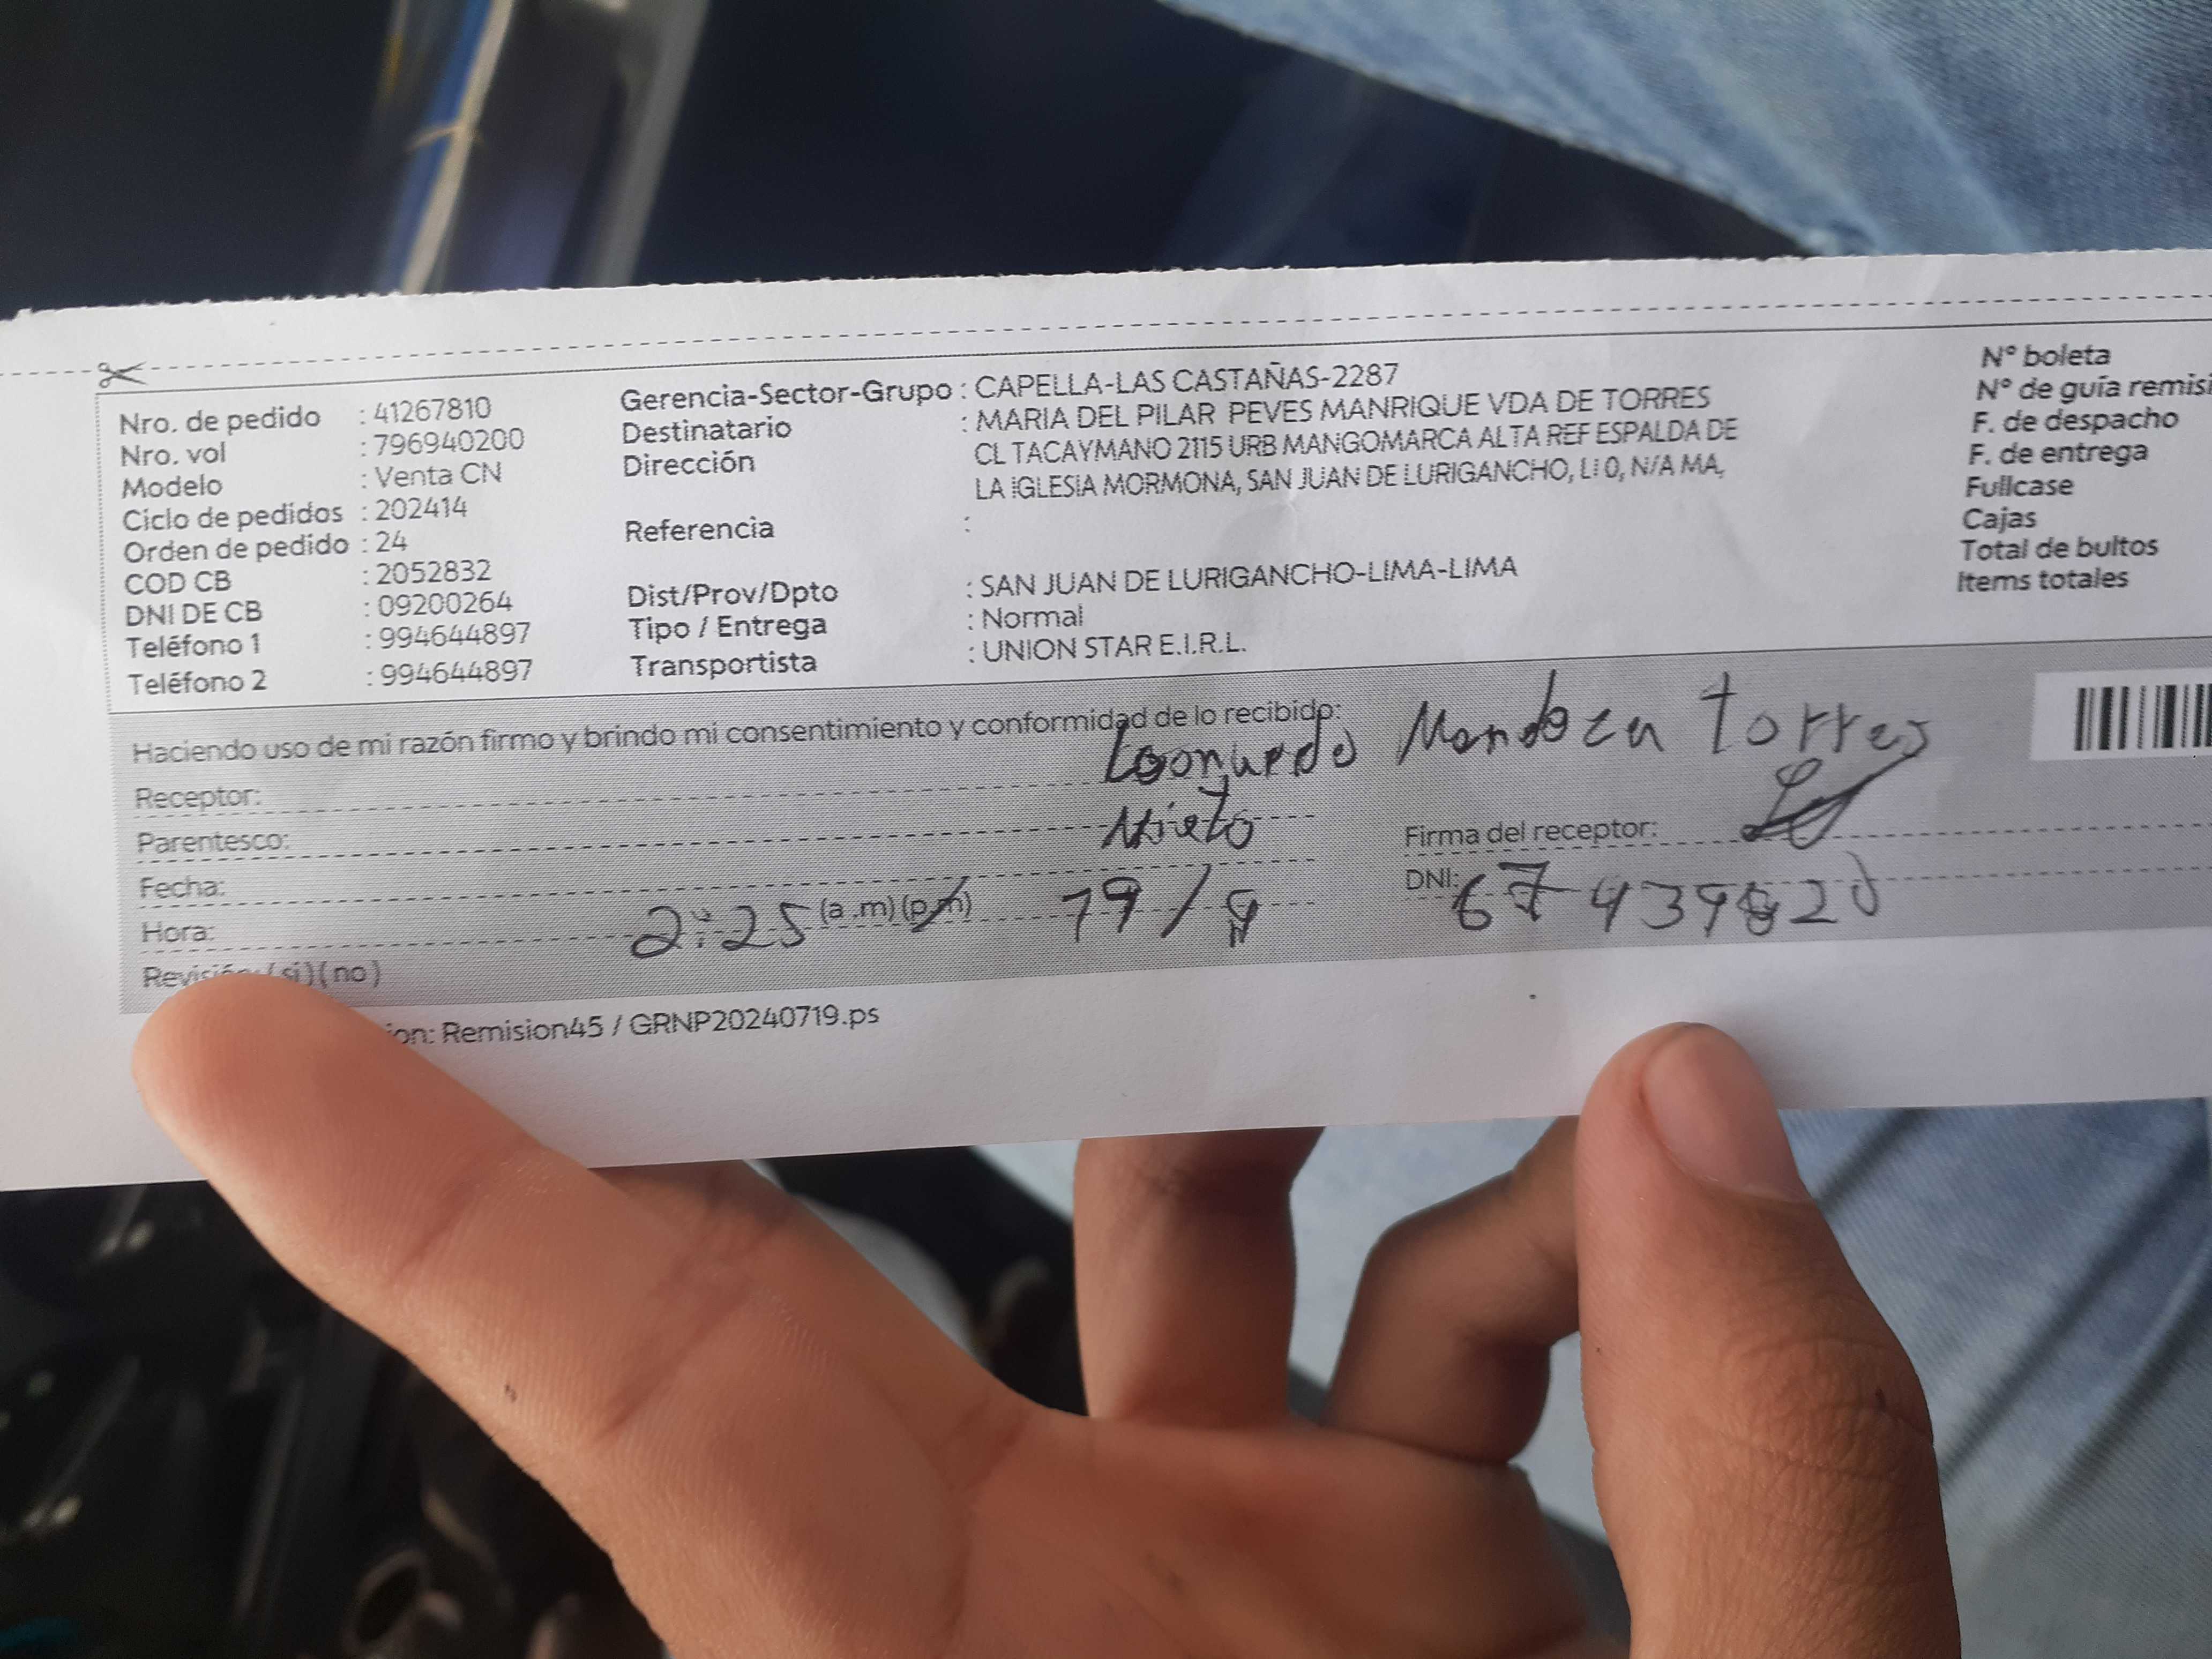 Nro. de pedido : 41267810
Nro. vol : 796940200
Modelo : Venta CN
Ciclo de pedidos : 202414
Orden de pedido : 24
COD CB : 2052832
DNI DE CB : 09200264
Teléfono 1 : 994644897
Teléfono 2 : 994644897
Gerencia-Sector-Grupo : CAPELLA-LAS CASTAÑAS-2287
Destinatario : MARIA DEL PILAR PEVES MANRIQUE VDA DE TORRES
Dirección CL TACAYMANO 2115 URB MANGOMARCA ALTA REF ESPALDA DE
LA IGLESIA MORMONA, SAN JUAN DE LURIGANCHO, LI 0, N/A MA,
Referencia :
Dist/Prov/Dpto : SAN JUAN DE LURIGANCHO-LIMA-LIMA
Tipo / Entrega : Normal
Transportista : UNION STAR E.I.R.L.
N° boleta
N° de guía remisi
F. de despacho
F. de entrega
Fullcase
Cajas
Total de bultos
Items totales
Haciendo uso de mi razón firmo y brindo mi consentimiento y conformidad de lo recibido:
Receptor: Leonardo Mendoza Torres
Parentesco: Nieto
Firma del receptor:
Fecha: 19 /
DNI:
Hora: 2:25 (a.m) (p.m)
Revisión: (si) (no)
ion: Remision45 / GRNP20240719.ps